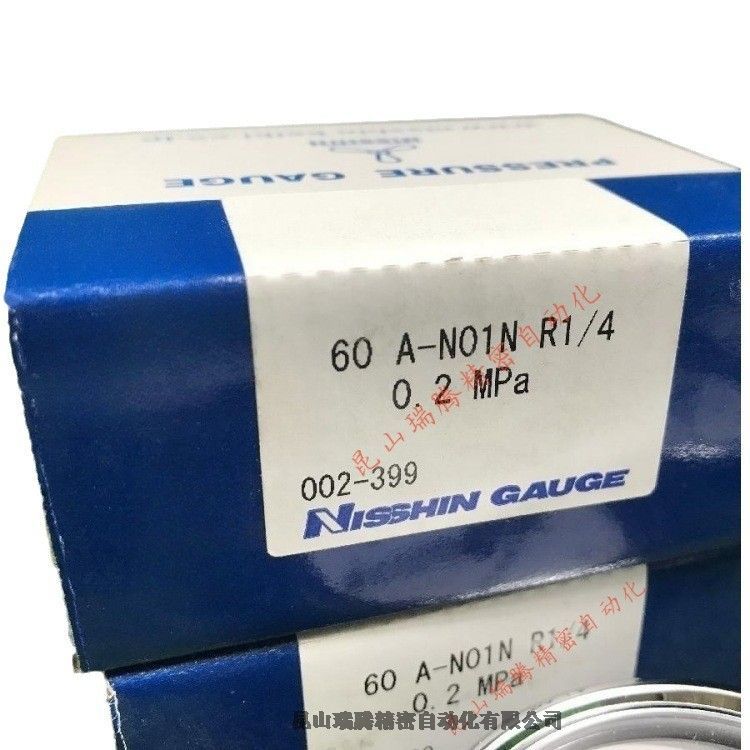 NISSHIN
PRESSURE GAUGE
60 A-N01N R1/4
0.2 MPa
昆山瑞腾精密自动化
002-399
NISSHIN GAUGE
60 A-N01N R1/4
0.2 MPa
昆山瑞腾精密自动化
昆山瑞腾精密自动化有限公司